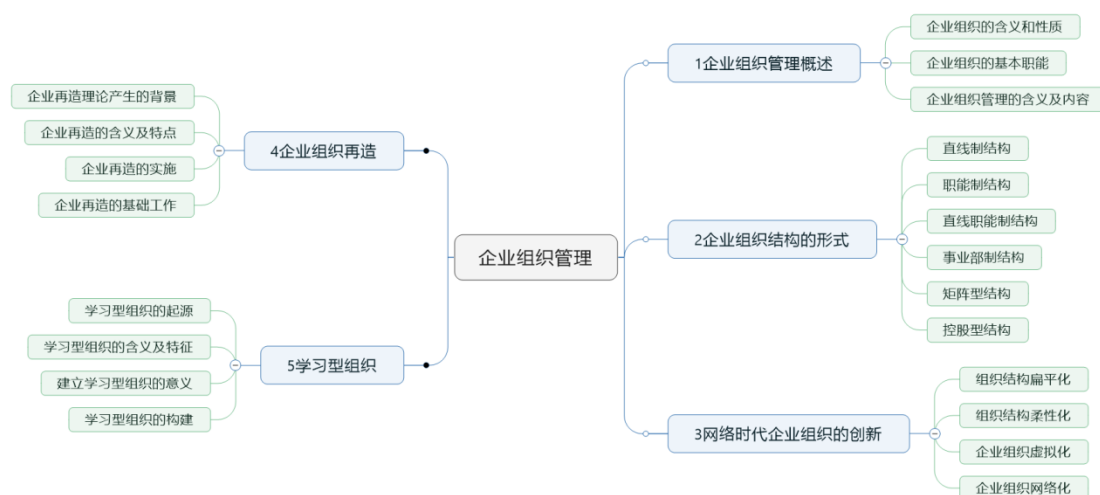 企业组织管理
1企业组织管理概述
企业组织的含义和性质
企业组织的基本职能
企业组织管理的含义及内容
2企业组织结构的形式
直线制结构
职能制结构
直线职能制结构
事业部制结构
矩阵型结构
控股型结构
3网络时代企业组织的创新
组织结构扁平化
组织结构柔性化
企业组织虚拟化
企业组织网络化
4企业组织再造
企业再造理论产生的背景
企业再造的含义及特点
企业再造的实施
企业再造的基础工作
5学习型组织
学习型组织的起源
学习型组织的含义及特征
建立学习型组织的意义
学习型组织的构建